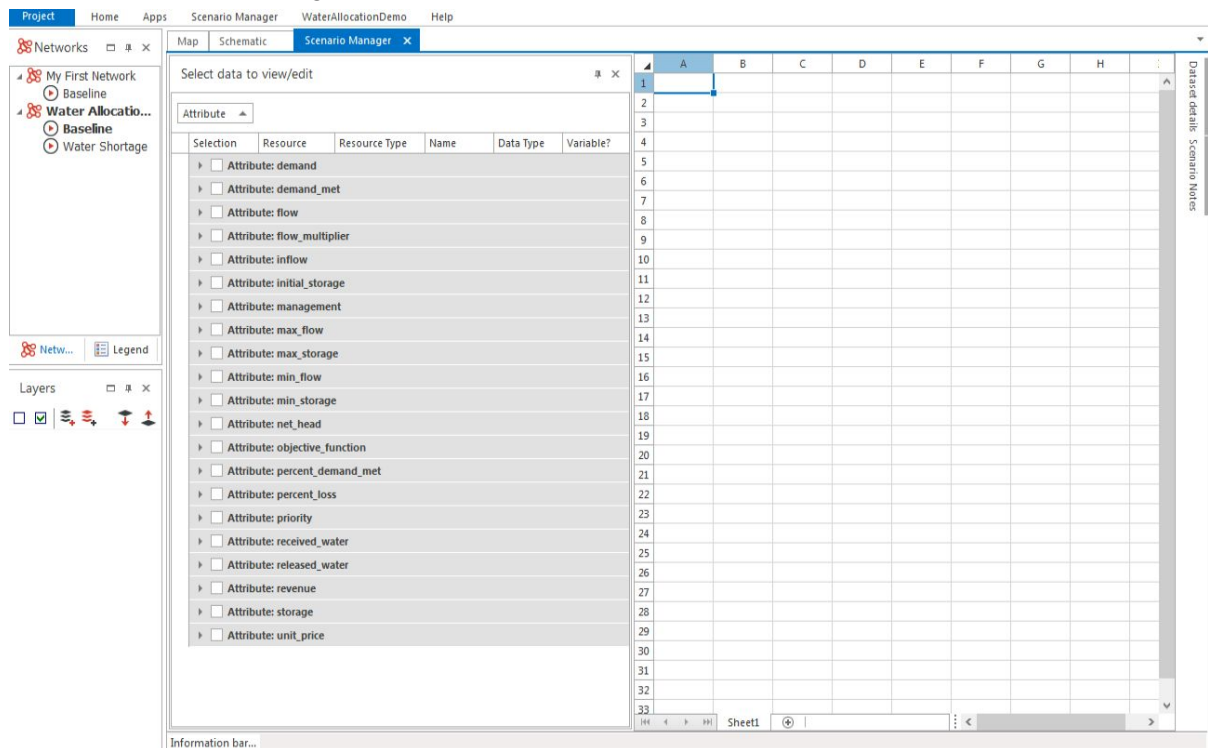 Project Home Apps Scenario Manager WaterAllocationDemo Help
Networks
My First Network
Baseline
Water Allocatio...
Baseline
Water Shortage
Netw... Legend
Layers
Map Schematic Scenario Manager
Select data to view/edit
Attribute
Selection Resource Resource Type Name Data Type Variable?
Attribute: demand
Attribute: demand_met
Attribute: flow
Attribute: flow_multiplier
Attribute: inflow
Attribute: initial_storage
Attribute: management
Attribute: max_flow
Attribute: max_storage
Attribute: min_flow
Attribute: min_storage
Attribute: net_head
Attribute: objective_function
Attribute: percent_demand_met
Attribute: percent_loss
Attribute: priority
Attribute: received_water
Attribute: released_water
Attribute: revenue
Attribute: storage
Attribute: unit_price
A B C D E F G H
1
2
3
4
5
6
7
8
9
10
11
12
13
14
15
16
17
18
19
20
21
22
23
24
25
26
27
28
29
30
31
32
33
Sheet1
Dataset details Scenario Notes
Information bar...